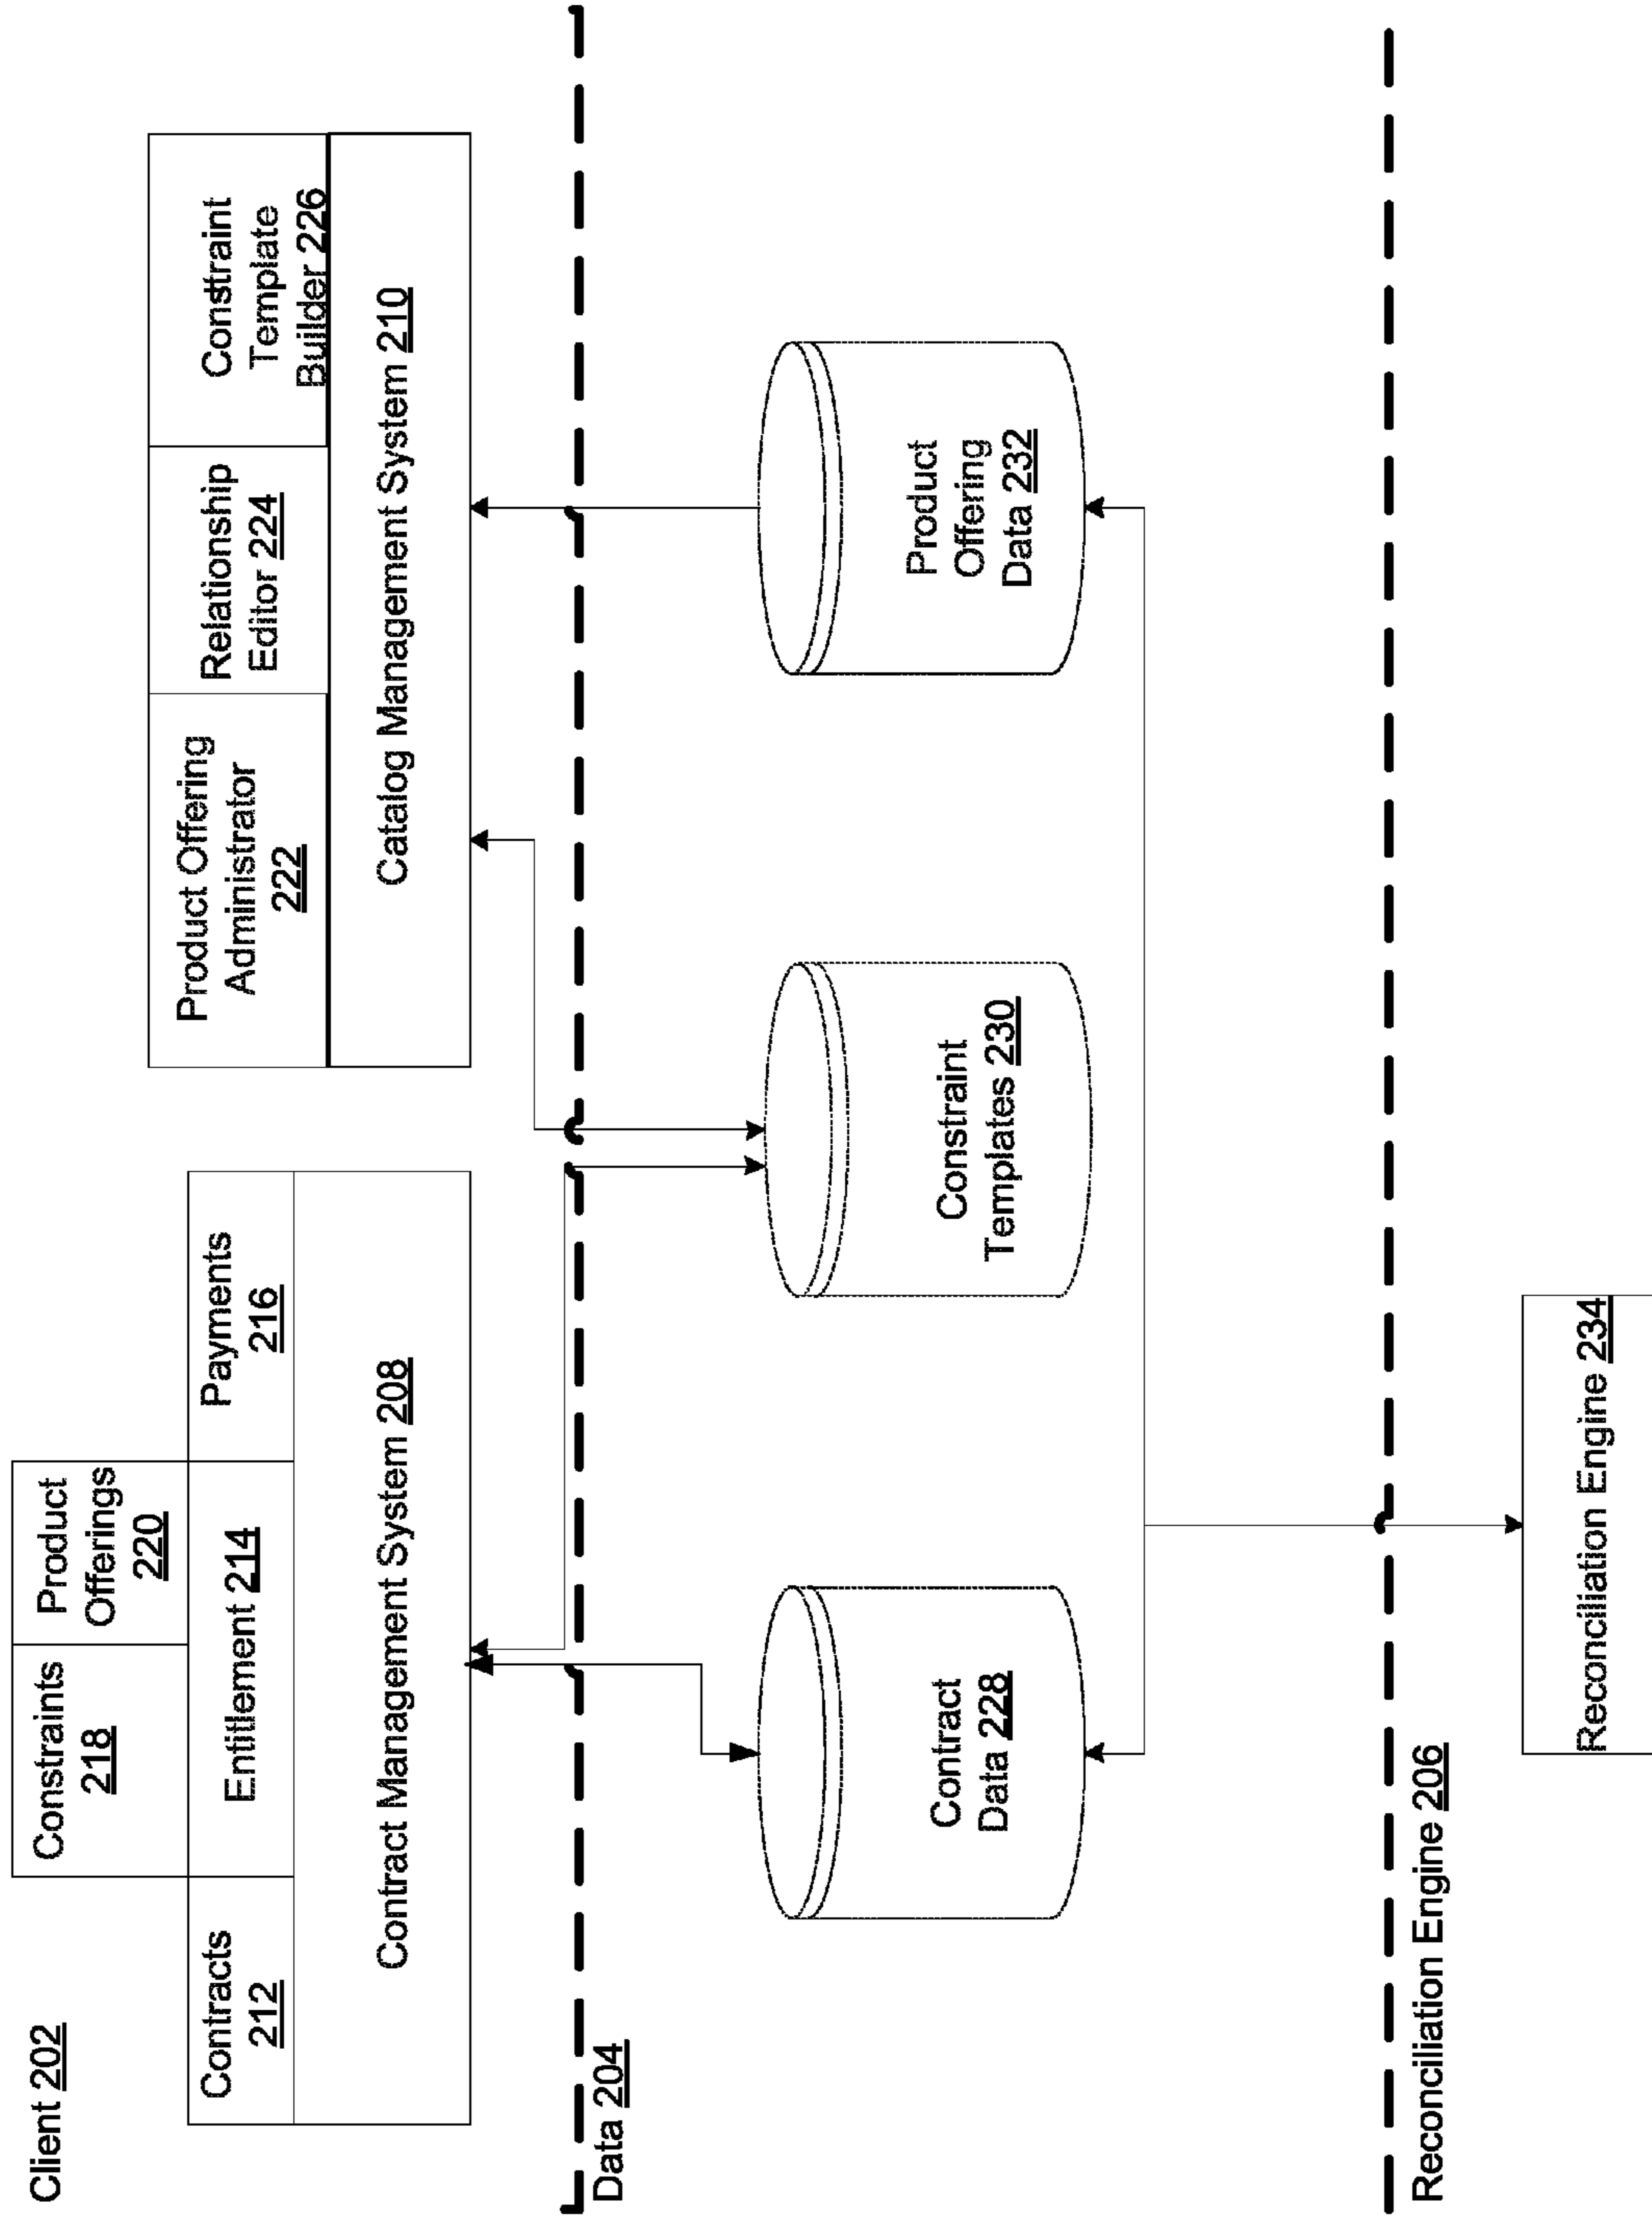 Client 202
Constraints
218
Product
Offerings
220
Contracts
212
Entitlement 214
Payments
216
Contract Management System 208
Product Offering
Administrator
222
Relationship
Editor 224
Constraint
Template
Builder 226
Catalog Management System 210
Data 204
Contract
Data 228
Constraint
Templates 230
Product
Offering
Data 232
Reconciliation Engine 206
Reconciliation Engine 234